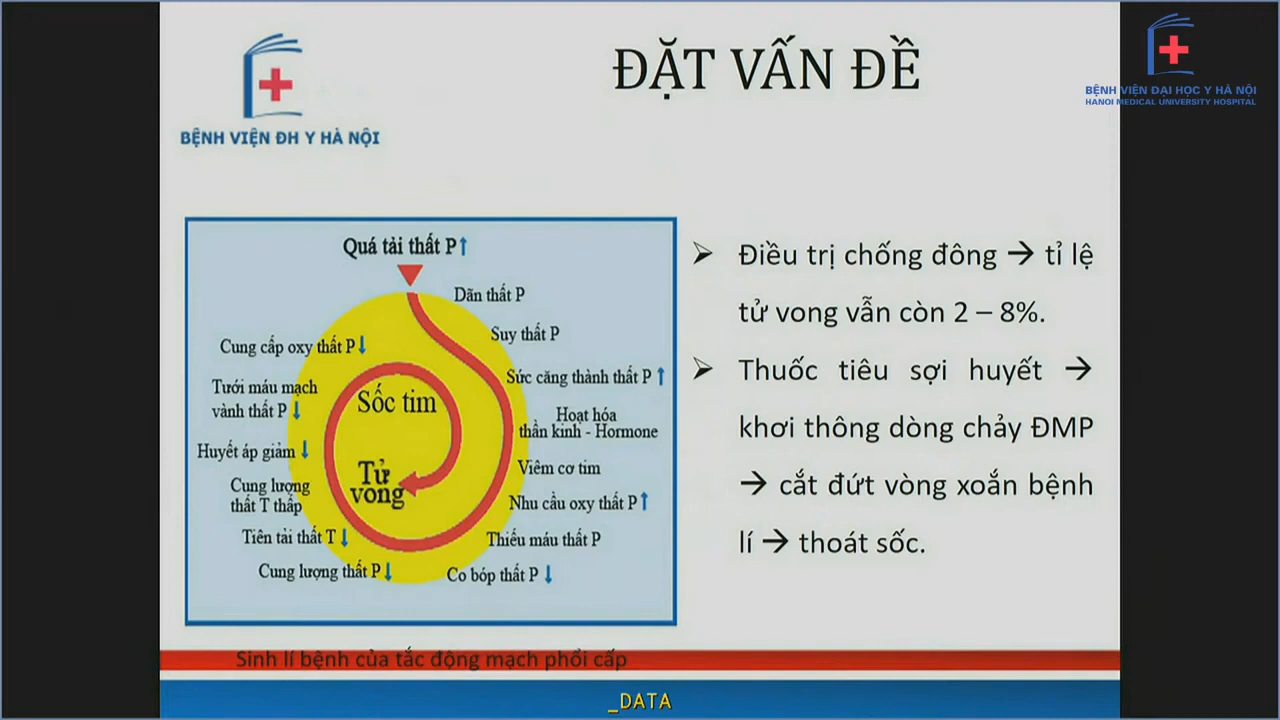 ĐẶT VẤN ĐỀ
BỆNH VIỆN ĐH Y HÀ NỘI
BỆNH VIỆN ĐẠI HỌC Y HÀ NỘI
HANOI MEDICAL UNIVERSITY HOSPITAL
Quá tải thất P↑
Dãn thất P
Suy thất P
Sức căng thành thất P ↑
Hoạt hóa
thần kinh - Hormone
Viêm cơ tim
Nhu cầu oxy thất P ↑
Thiếu máu thất P
Co bóp thất P ↓
Cung lượng thất P ↓
Tiên tải thất T ↓
Cung lượng
thất T thấp
Huyết áp giảm ↓
Tưới máu mạch
vành thất P ↓
Cung cấp oxy thất P ↓
Sốc tim
Tử
vong
Sinh lí bệnh của tắc động mạch phổi cấp
➢ Điều trị chống đông → tỉ lệ
tử vong vẫn còn 2 – 8%.
➢ Thuốc tiêu sợi huyết →
khơi thông dòng chảy ĐMP
→ cắt đứt vòng xoắn bệnh
lí → thoát sốc.
_DATA